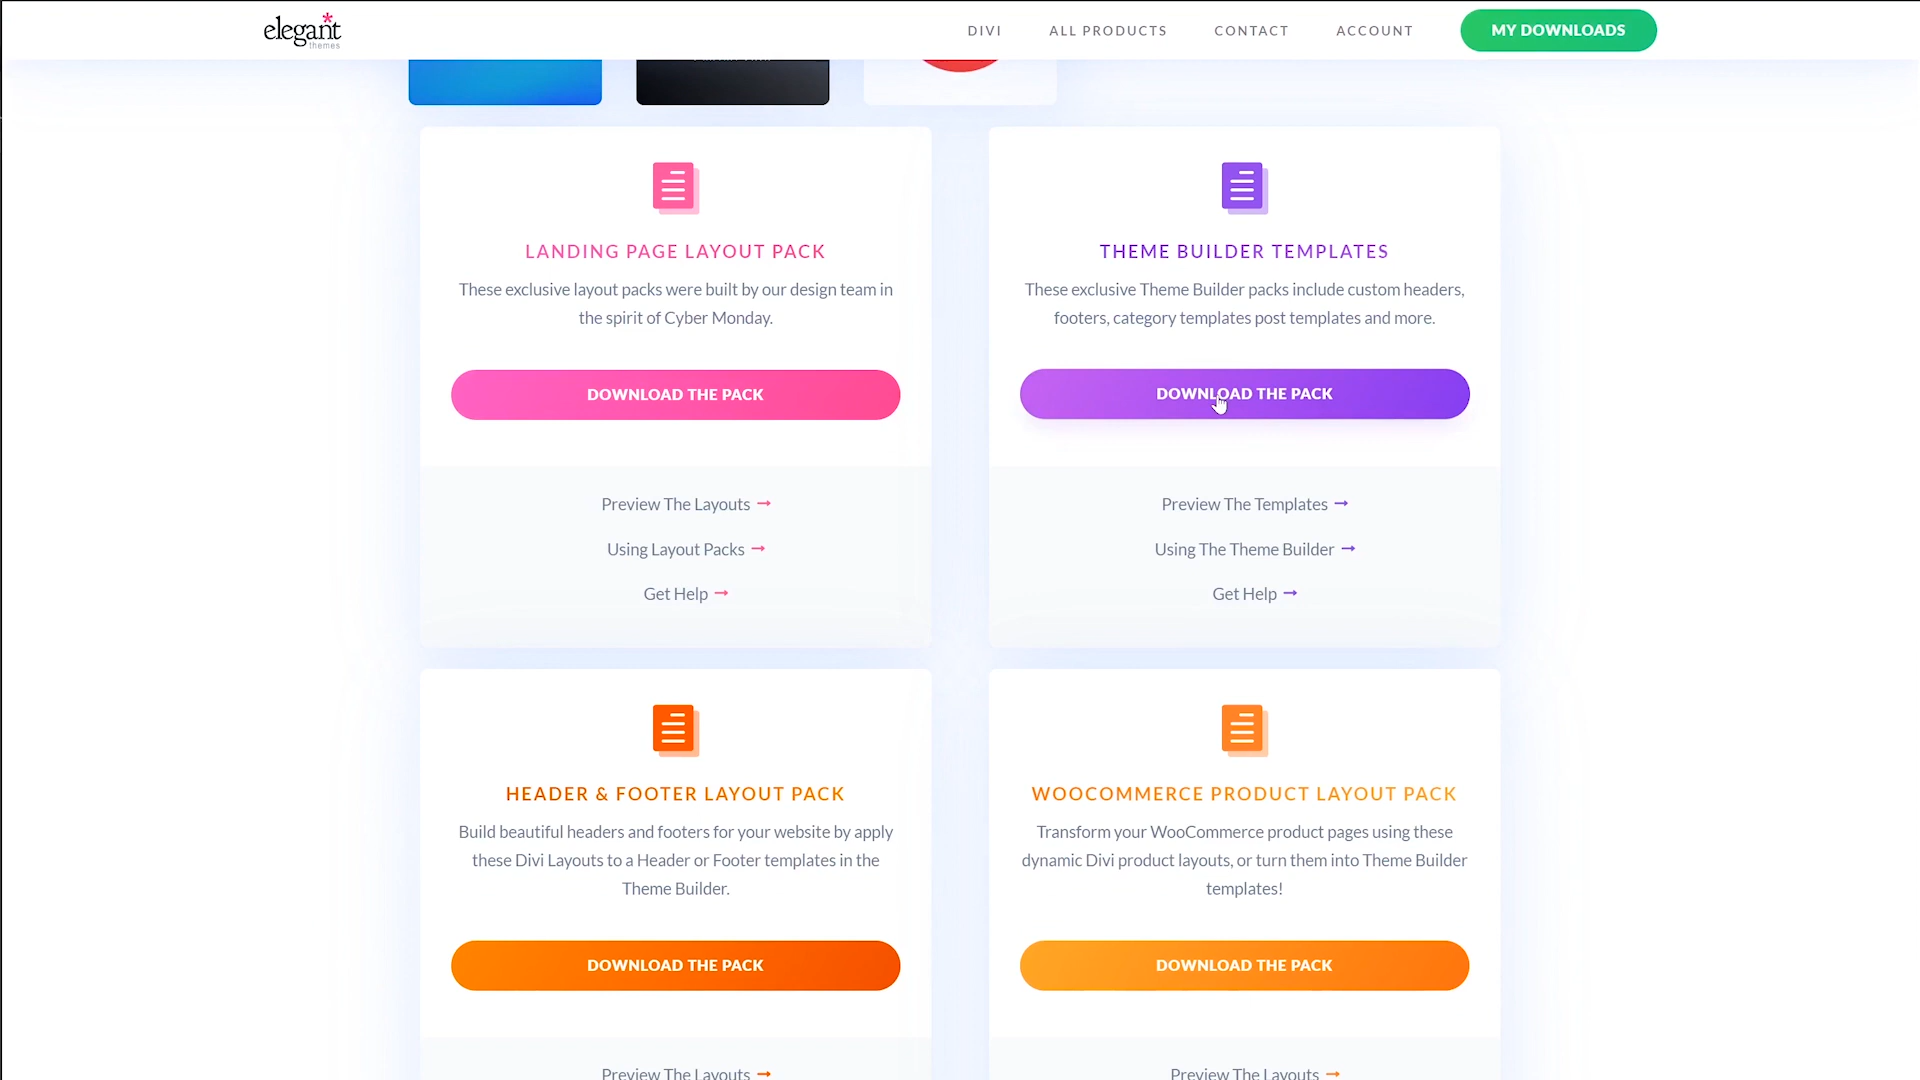 elegant
themes
DIVI
ALL PRODUCTS
CONTACT
ACCOUNT
MY DOWNLOADS
LANDING PAGE LAYOUT PACK
These exclusive layout packs were built by our design team in
the spirit of Cyber Monday.
DOWNLOAD THE PACK
Preview The Layouts
Using Layout Packs
Get Help
THEME BUILDER TEMPLATES
These exclusive Theme Builder packs include custom headers,
footers, category templates post templates and more.
DOWNLOAD THE PACK
Preview The Templates
Using The Theme Builder
Get Help
HEADER & FOOTER LAYOUT PACK
Build beautiful headers and footers for your website by apply
these Divi Layouts to a Header or Footer templates in the
Theme Builder.
DOWNLOAD THE PACK
Preview The Layouts
WOOCOMMERCE PRODUCT LAYOUT PACK
Transform your WooCommerce product pages using these
dynamic Divi product layouts, or turn them into Theme Builder
templates!
DOWNLOAD THE PACK
Preview The Layouts